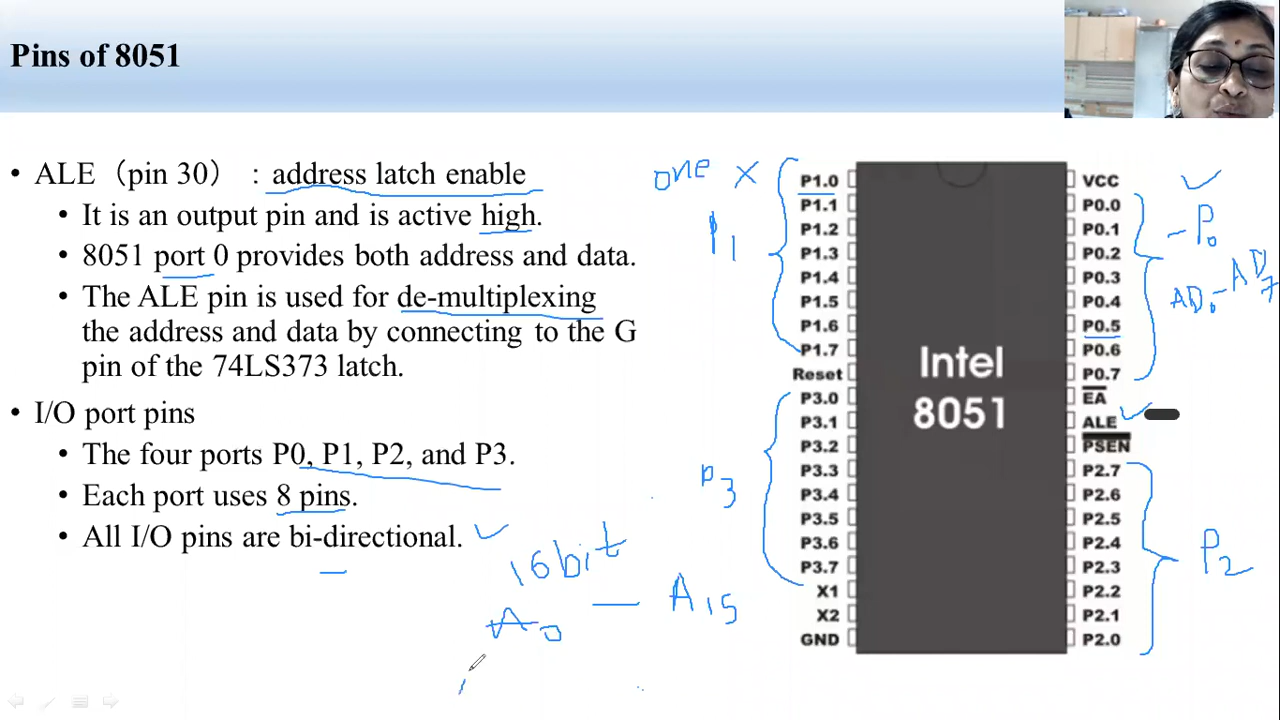 Pins of 8051
• ALE（pin 30） : address latch enable
• It is an output pin and is active high.
• 8051 port 0 provides both address and data.
• The ALE pin is used for de-multiplexing
the address and data by connecting to the G
pin of the 74LS373 latch.
• I/O port pins
• The four ports P0, P1, P2, and P3.
• Each port uses 8 pins.
• All I/O pins are bi-directional.
16bit
A0 — A15
one X
P1
P3
P1.0
P1.1
P1.2
P1.3
P1.4
P1.5
P1.6
P1.7
Reset
P3.0
P3.1
P3.2
P3.3
P3.4
P3.5
P3.6
P3.7
X1
X2
GND
Intel
8051
VCC
P0.0
P0.1
P0.2
P0.3
P0.4
P0.5
P0.6
P0.7
EA
ALE
PSEN
P2.7
P2.6
P2.5
P2.4
P2.3
P2.2
P2.1
P2.0
- P0
AD0 - AD7
P2